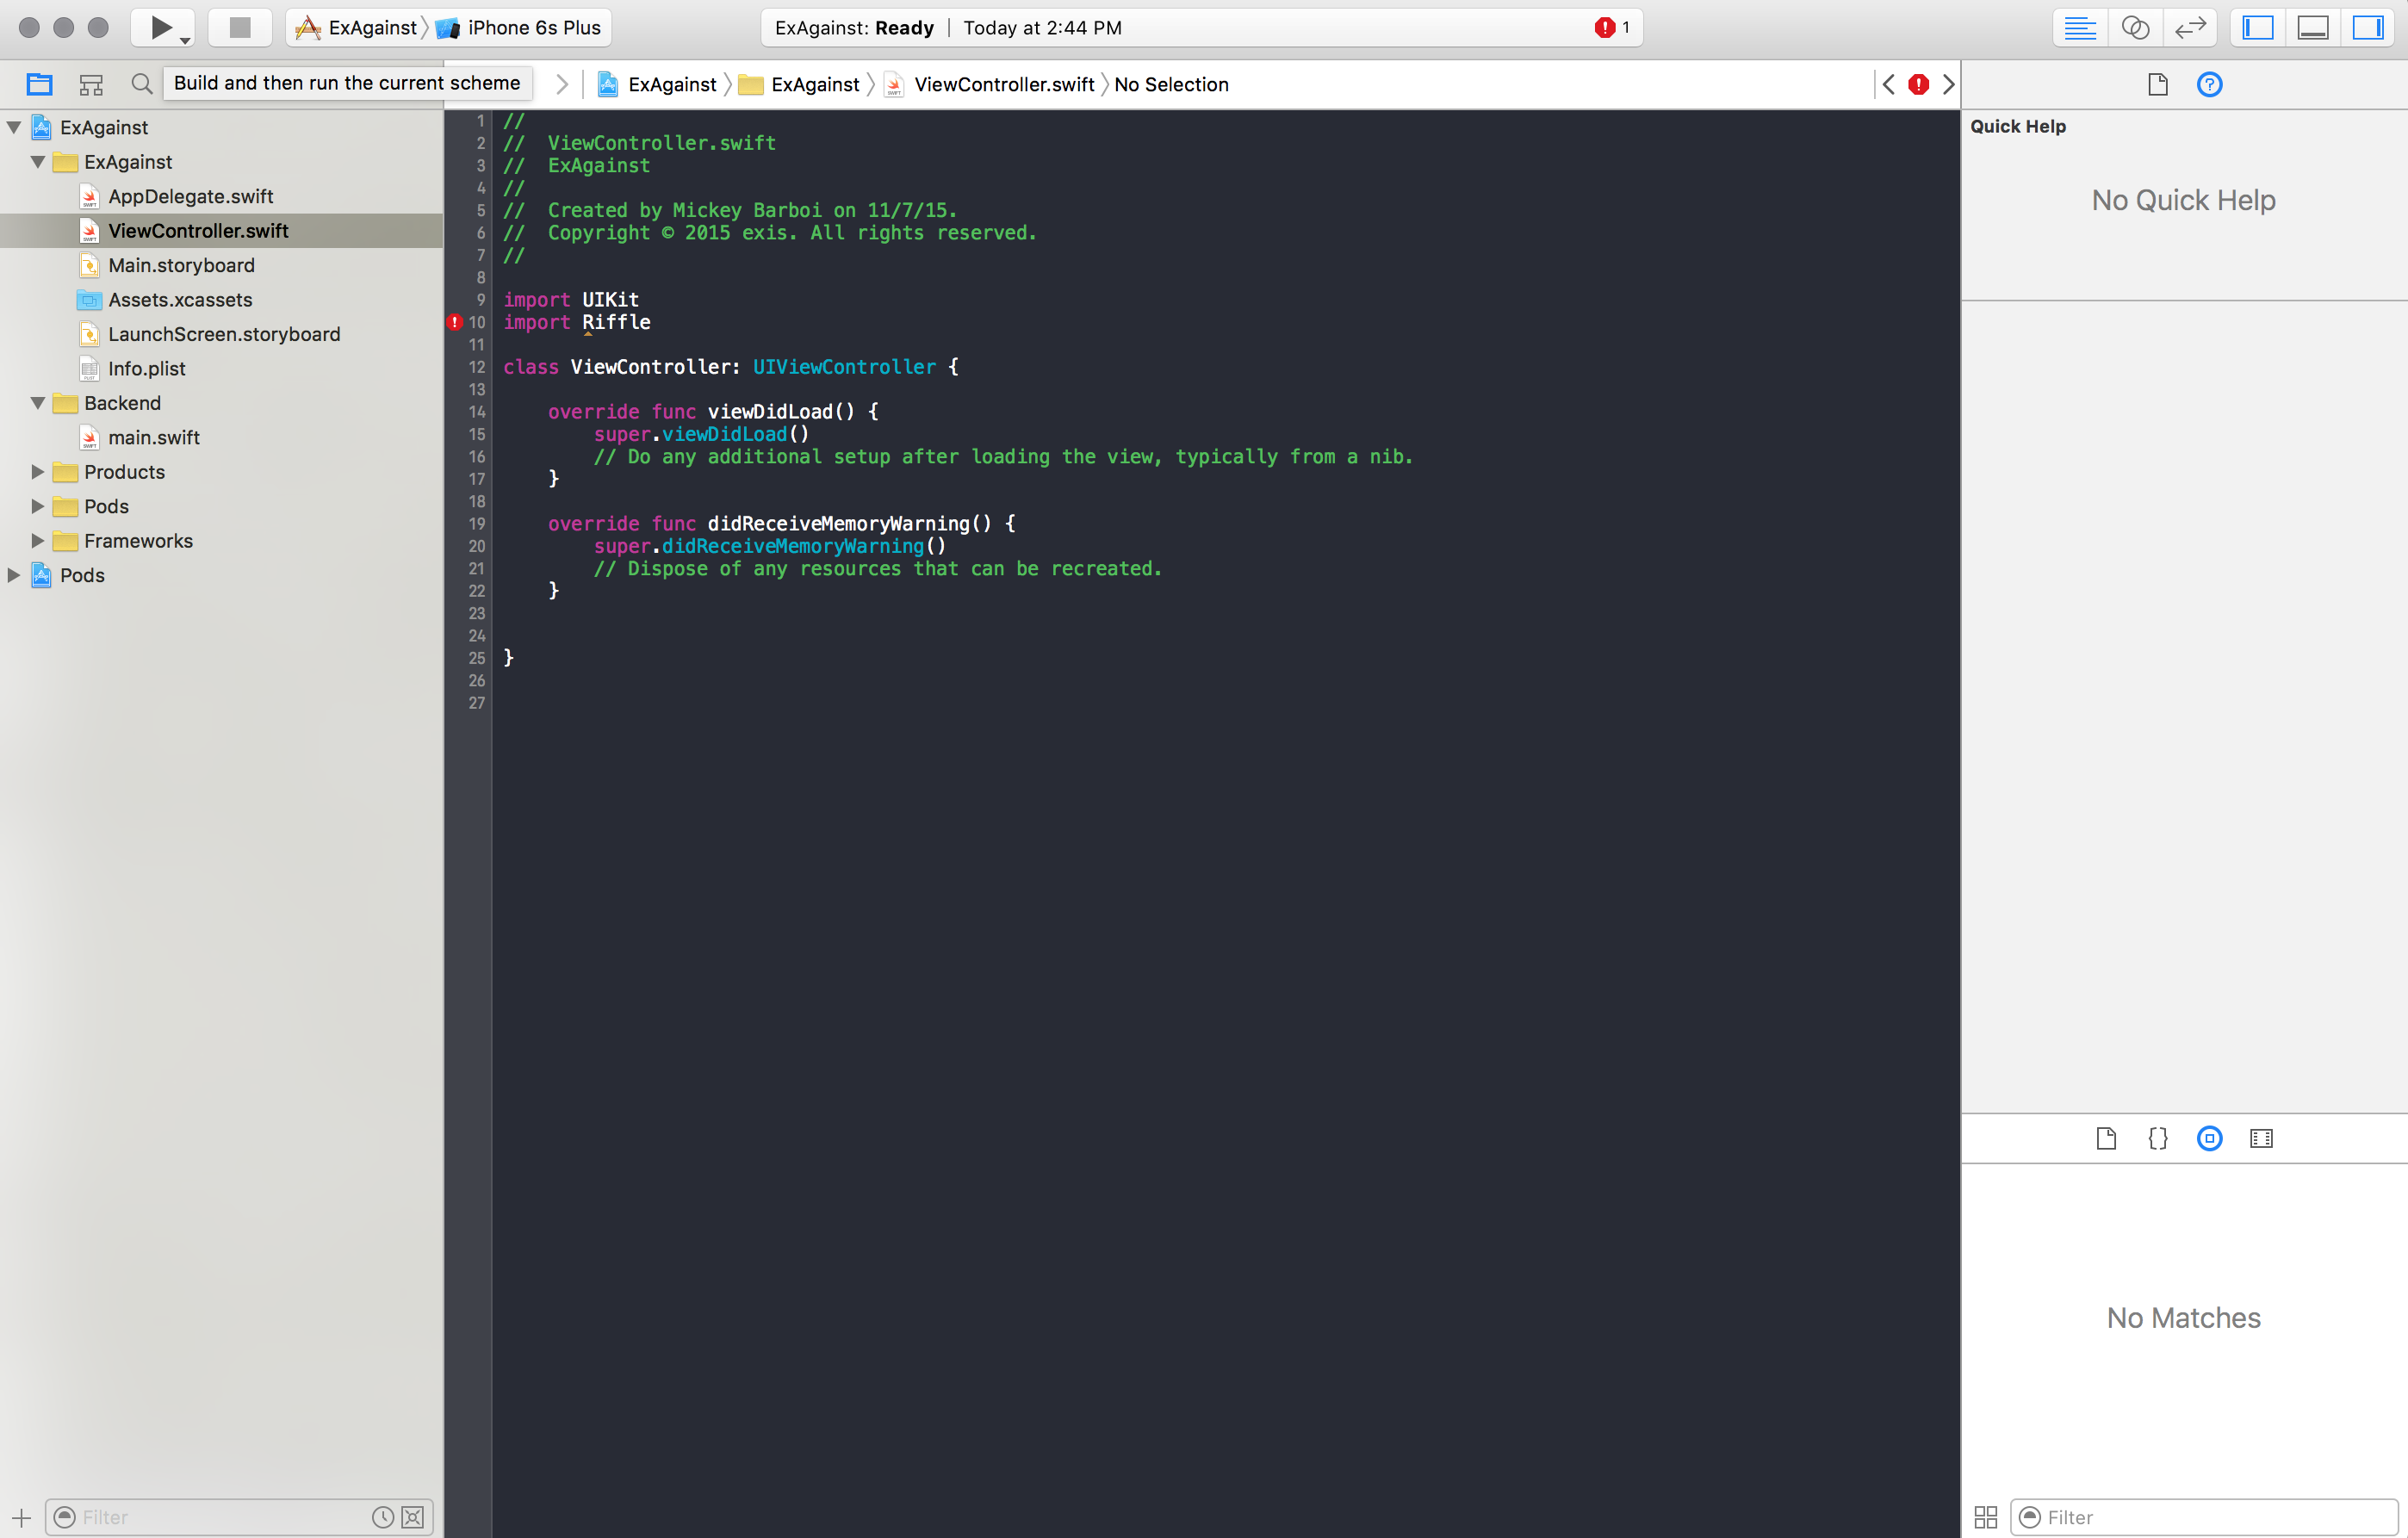 ExAgainst iPhone 6s Plus
ExAgainst: Ready | Today at 2:44 PM
1
Build and then run the current scheme
ExAgainst
ExAgainst
ViewController.swift
No Selection
ExAgainst
ExAgainst
AppDelegate.swift
ViewController.swift
Main.storyboard
Assets.xcassets
LaunchScreen.storyboard
Info.plist
Backend
main.swift
Products
Pods
Frameworks
Pods
Filter
1 //
2 //  ViewController.swift
3 //  ExAgainst
4 //
5 //  Created by Mickey Barboi on 11/7/15.
6 //  Copyright © 2015 exis. All rights reserved.
7 //
8
9 import UIKit
10 import Riffle
11
12 class ViewController: UIViewController {
13
14     override func viewDidLoad() {
15         super.viewDidLoad()
16         // Do any additional setup after loading the view, typically from a nib.
17     }
18
19     override func didReceiveMemoryWarning() {
20         super.didReceiveMemoryWarning()
21         // Dispose of any resources that can be recreated.
22     }
23
24
25 }
26
27
Quick Help
No Quick Help
{}
No Matches
Filter